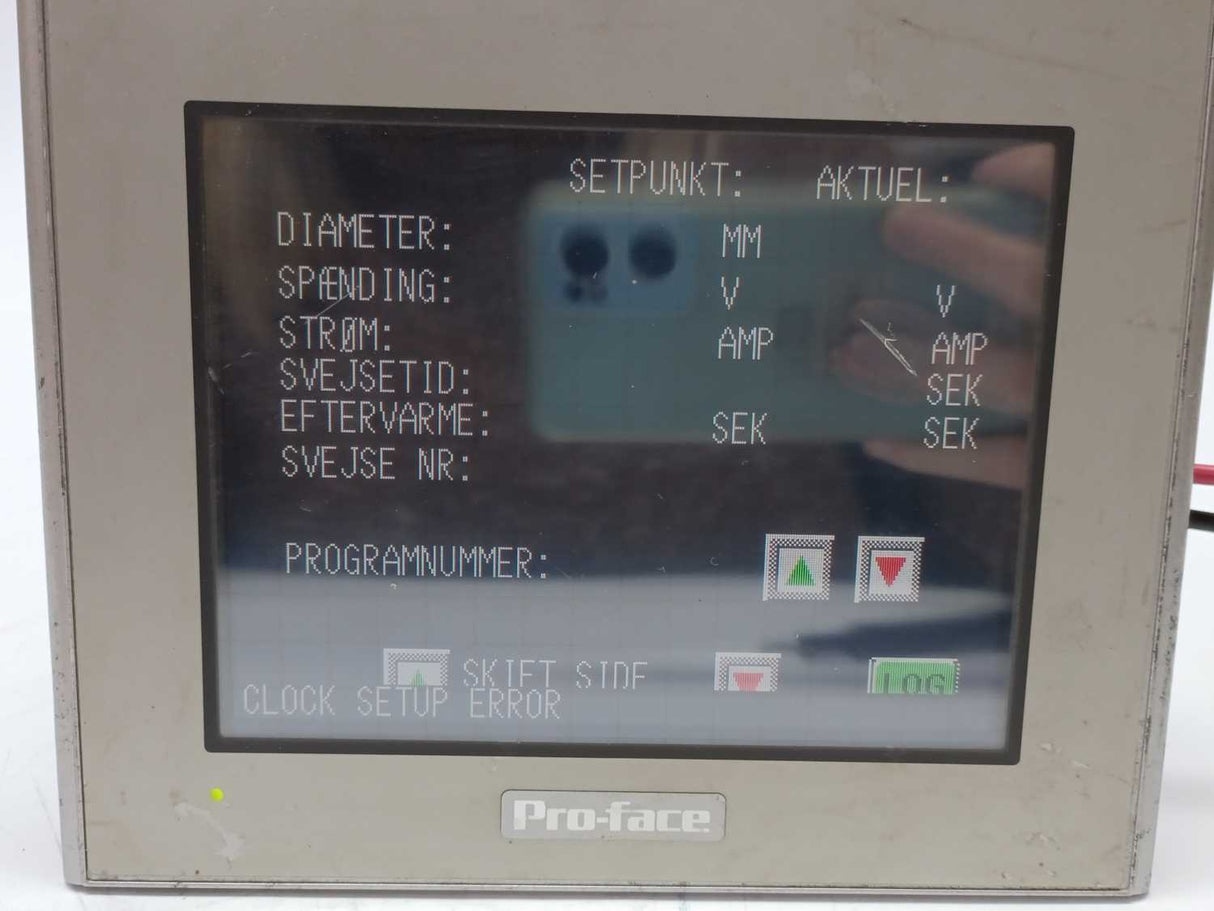 SETPUNKT: AKTUEL:
DIAMETER: MM
SPÆNDING: V V
STRØM: AMP AMP
SVEJSETID: SEK
EFTERVARME: SEK SEK
SVEJSE NR:
PROGRAMNUMMER:
SKIFT SIDE LOG
CLOCK SETUP ERROR
Pro-face